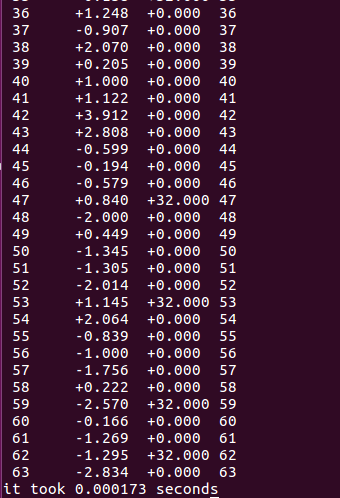 36 +1.248 +0.000 36
37 -0.907 +0.000 37
38 +2.070 +0.000 38
39 +0.205 +0.000 39
40 +1.000 +0.000 40
41 +1.122 +0.000 41
42 +3.912 +0.000 42
43 +2.808 +0.000 43
44 -0.599 +0.000 44
45 -0.194 +0.000 45
46 -0.579 +0.000 46
47 +0.840 +32.000 47
48 -2.000 +0.000 48
49 +0.449 +0.000 49
50 -1.345 +0.000 50
51 -1.305 +0.000 51
52 -2.014 +0.000 52
53 +1.145 +32.000 53
54 +2.064 +0.000 54
55 -0.839 +0.000 55
56 -1.000 +0.000 56
57 -1.756 +0.000 57
58 +0.222 +0.000 58
59 -2.570 +32.000 59
60 -0.166 +0.000 60
61 -1.269 +0.000 61
62 -1.295 +32.000 62
63 -2.834 +0.000 63
it took 0.000173 seconds